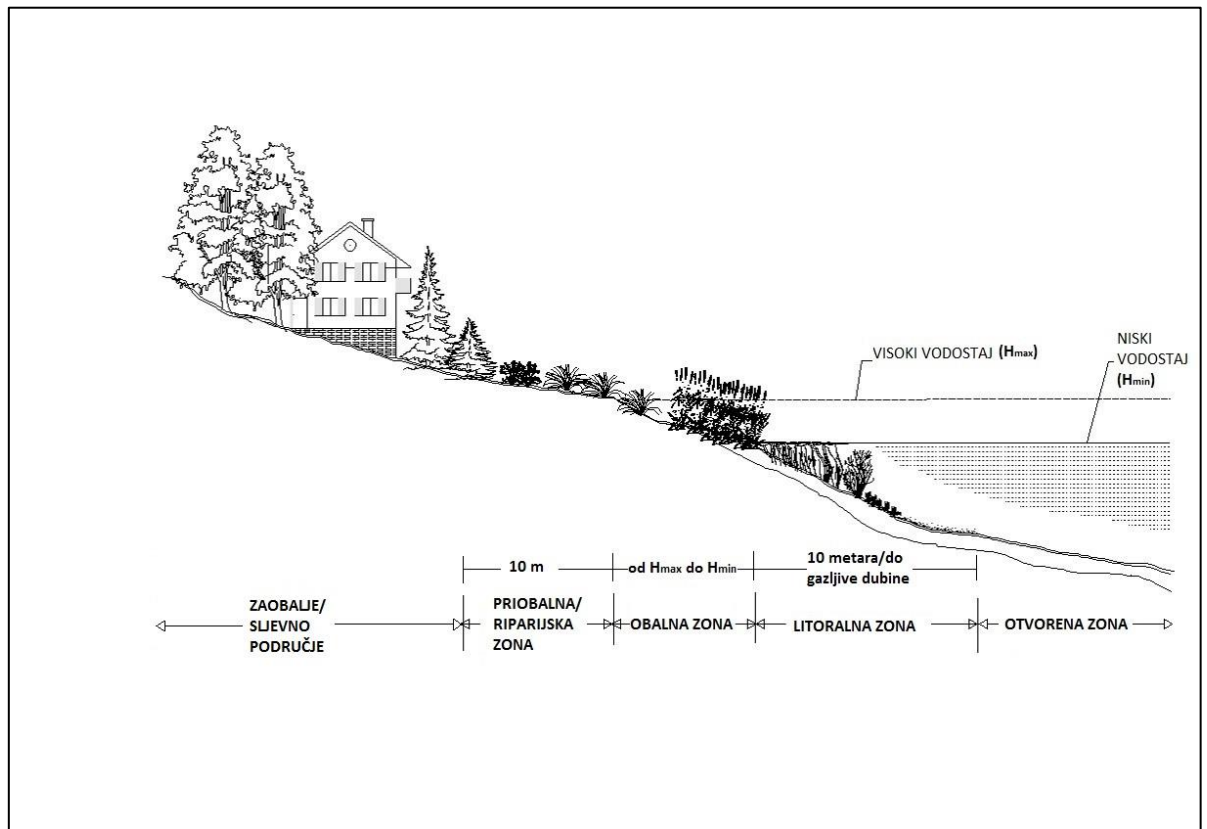 VISOKI VODOSTAJ (Hmax)
NISKI
VODOSTAJ
(Hmin)
10 m
od Hmax do Hmin
10 metara/do
gazljive dubine
ZAOBALJE/
SLJEVNO
PODRUČJE
PRIOBALNA/
RIPARIJSKA
ZONA
OBALNA ZONA
LITORALNA ZONA
OTVORENA ZONA